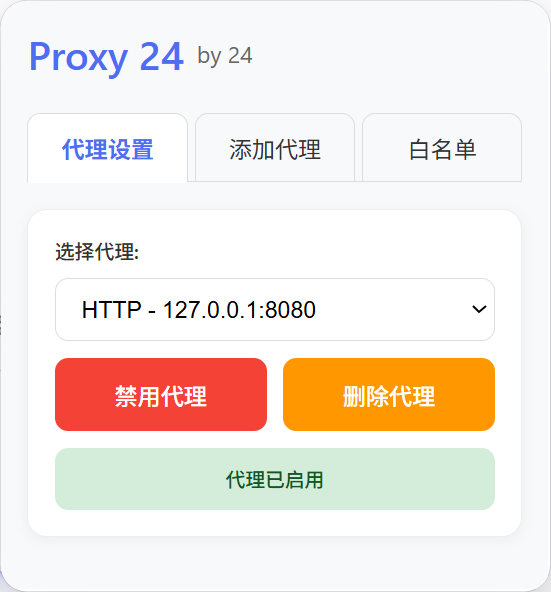 Proxy 24 by 24
代理设置 添加代理 白名单
选择代理:
HTTP - 127.0.0.1:8080
禁用代理 删除代理
代理已启用